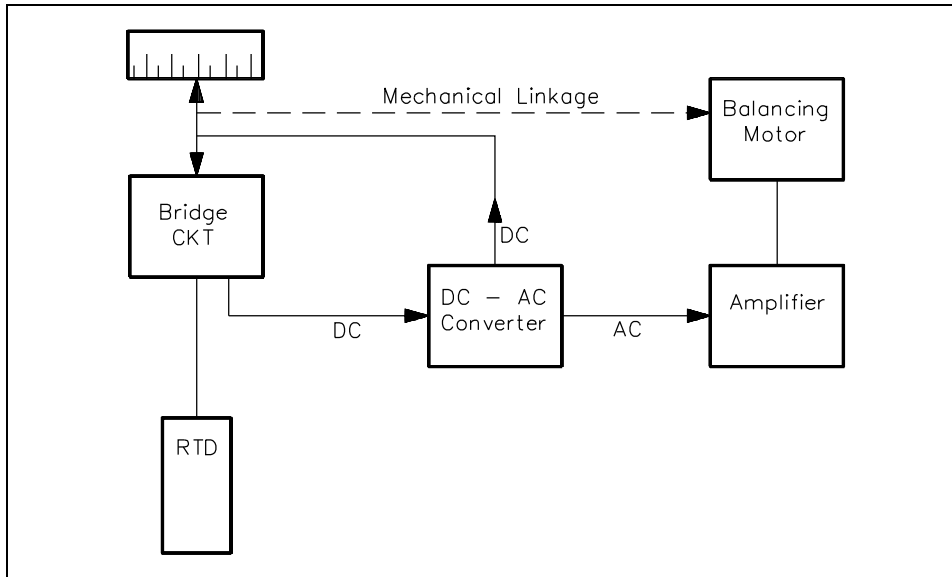 Mechanical Linkage
Balancing
Motor
Bridge
CKT
DC
DC - AC
Converter
Amplifier
DC
AC
RTD